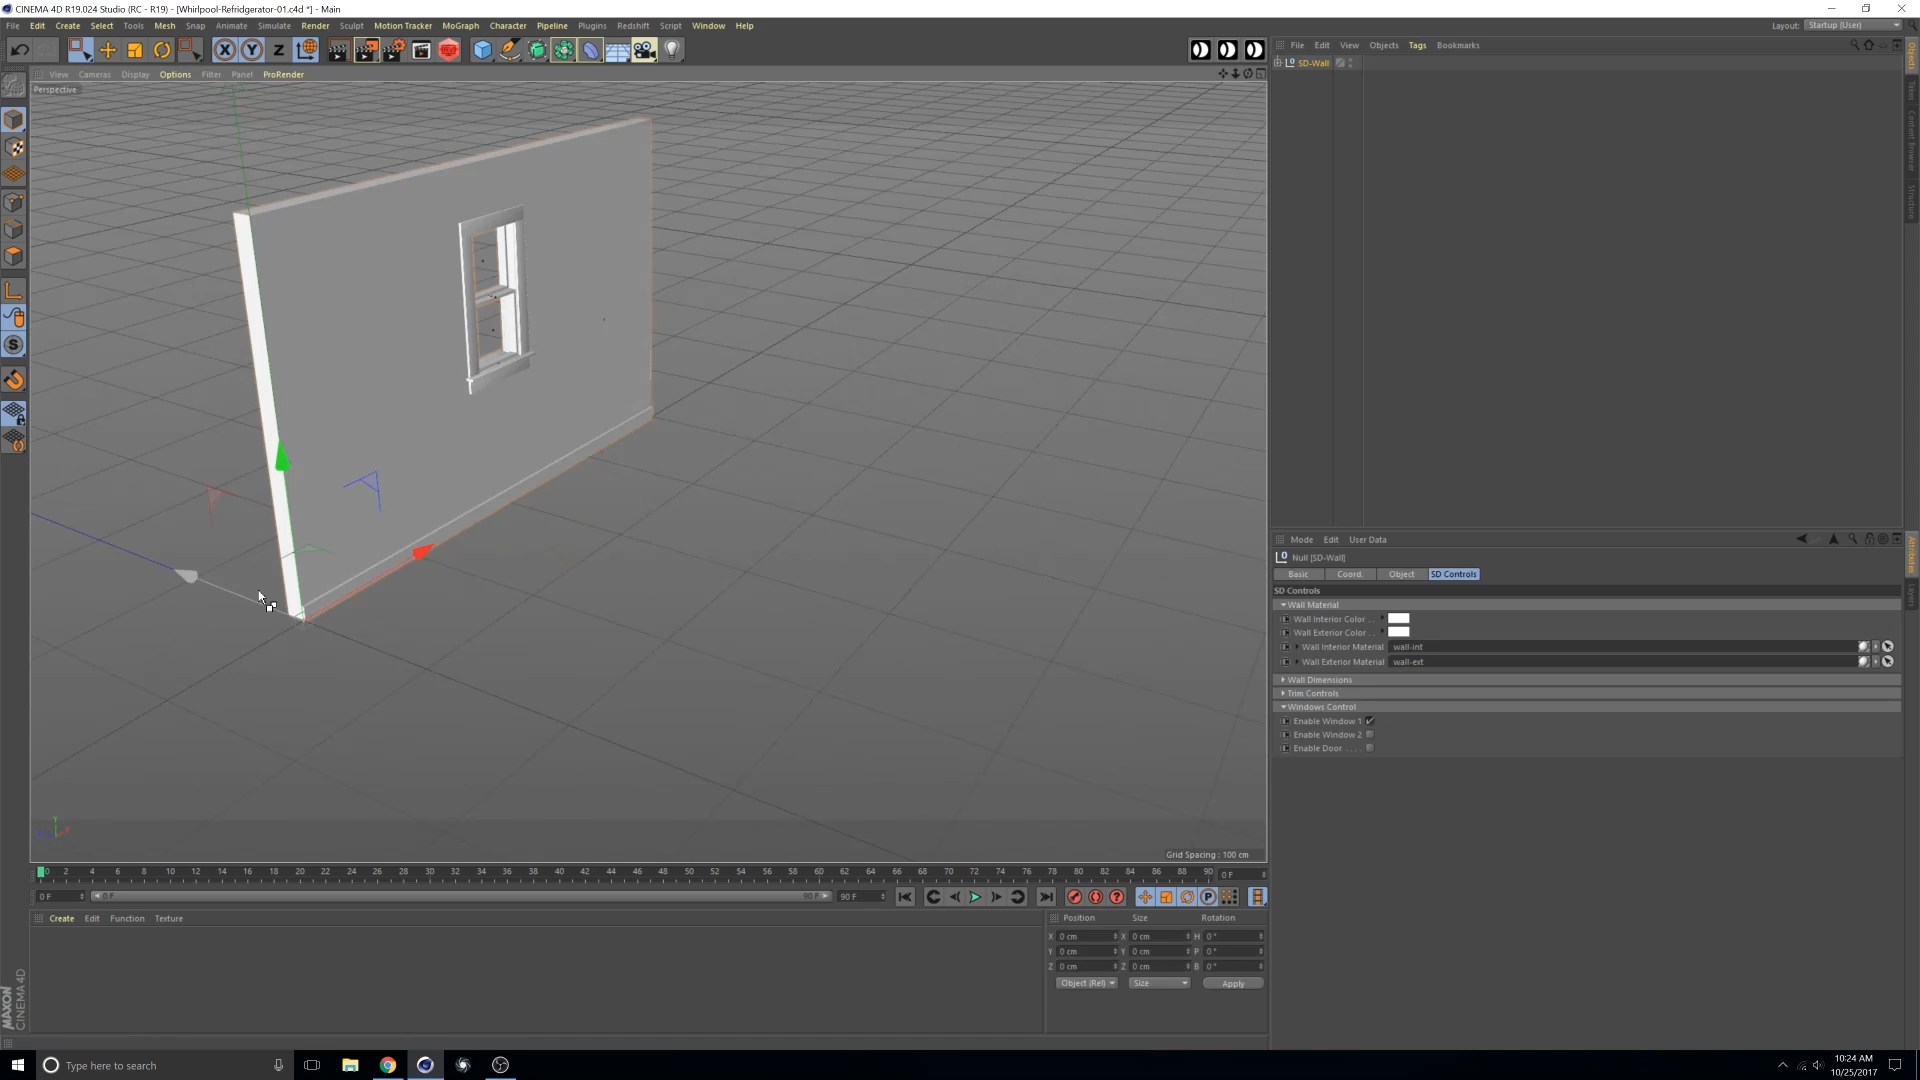 CINEMA 4D R19.024 Studio (RC - R19) - [Whirlpool-Refridgerator-01.c4d *] - Main
File Edit Create Select Tools Mesh Snap Animate Simulate Render Sculpt Motion Tracker MoGraph Character Pipeline Plugins Redshift Script Window Help
Layout: Startup (User)
X Y Z
File Edit View Objects Tags Bookmarks
View Cameras Display Options Filter Panel ProRender
SD-Wall
Perspective
Objects
Takes
Content Browser
Structure
Mode Edit User Data
Null [SD-Wall]
Basic Coord. Object SD Controls
SD Controls
Wall Material
Wall Interior Color . .
Wall Exterior Color . .
Wall Interior Material wall-int
Wall Exterior Material wall-ext
Wall Dimensions
Trim Controls
Windows Control
Enable Window 1
Enable Window 2
Enable Door . . . .
Attributes
Layers
Grid Spacing : 100 cm
0 2 4 6 8 10 12 14 16 18 20 22 24 26 28 30 32 34 36 38 40 42 44 46 48 50 52 54 56 58 60 62 64 66 68 70 72 74 76 78 80 82 84 86 88 90 0 F
0 F 0 F 90 F 90 F
Create Edit Function Texture
Position Size Rotation
X 0 cm X 0 cm H 0 °
Y 0 cm Y 0 cm P 0 °
Z 0 cm Z 0 cm B 0 °
Object (Rel) Size Apply
MAXON
CINEMA 4D
Type here to search
10:24 AM
10/25/2017